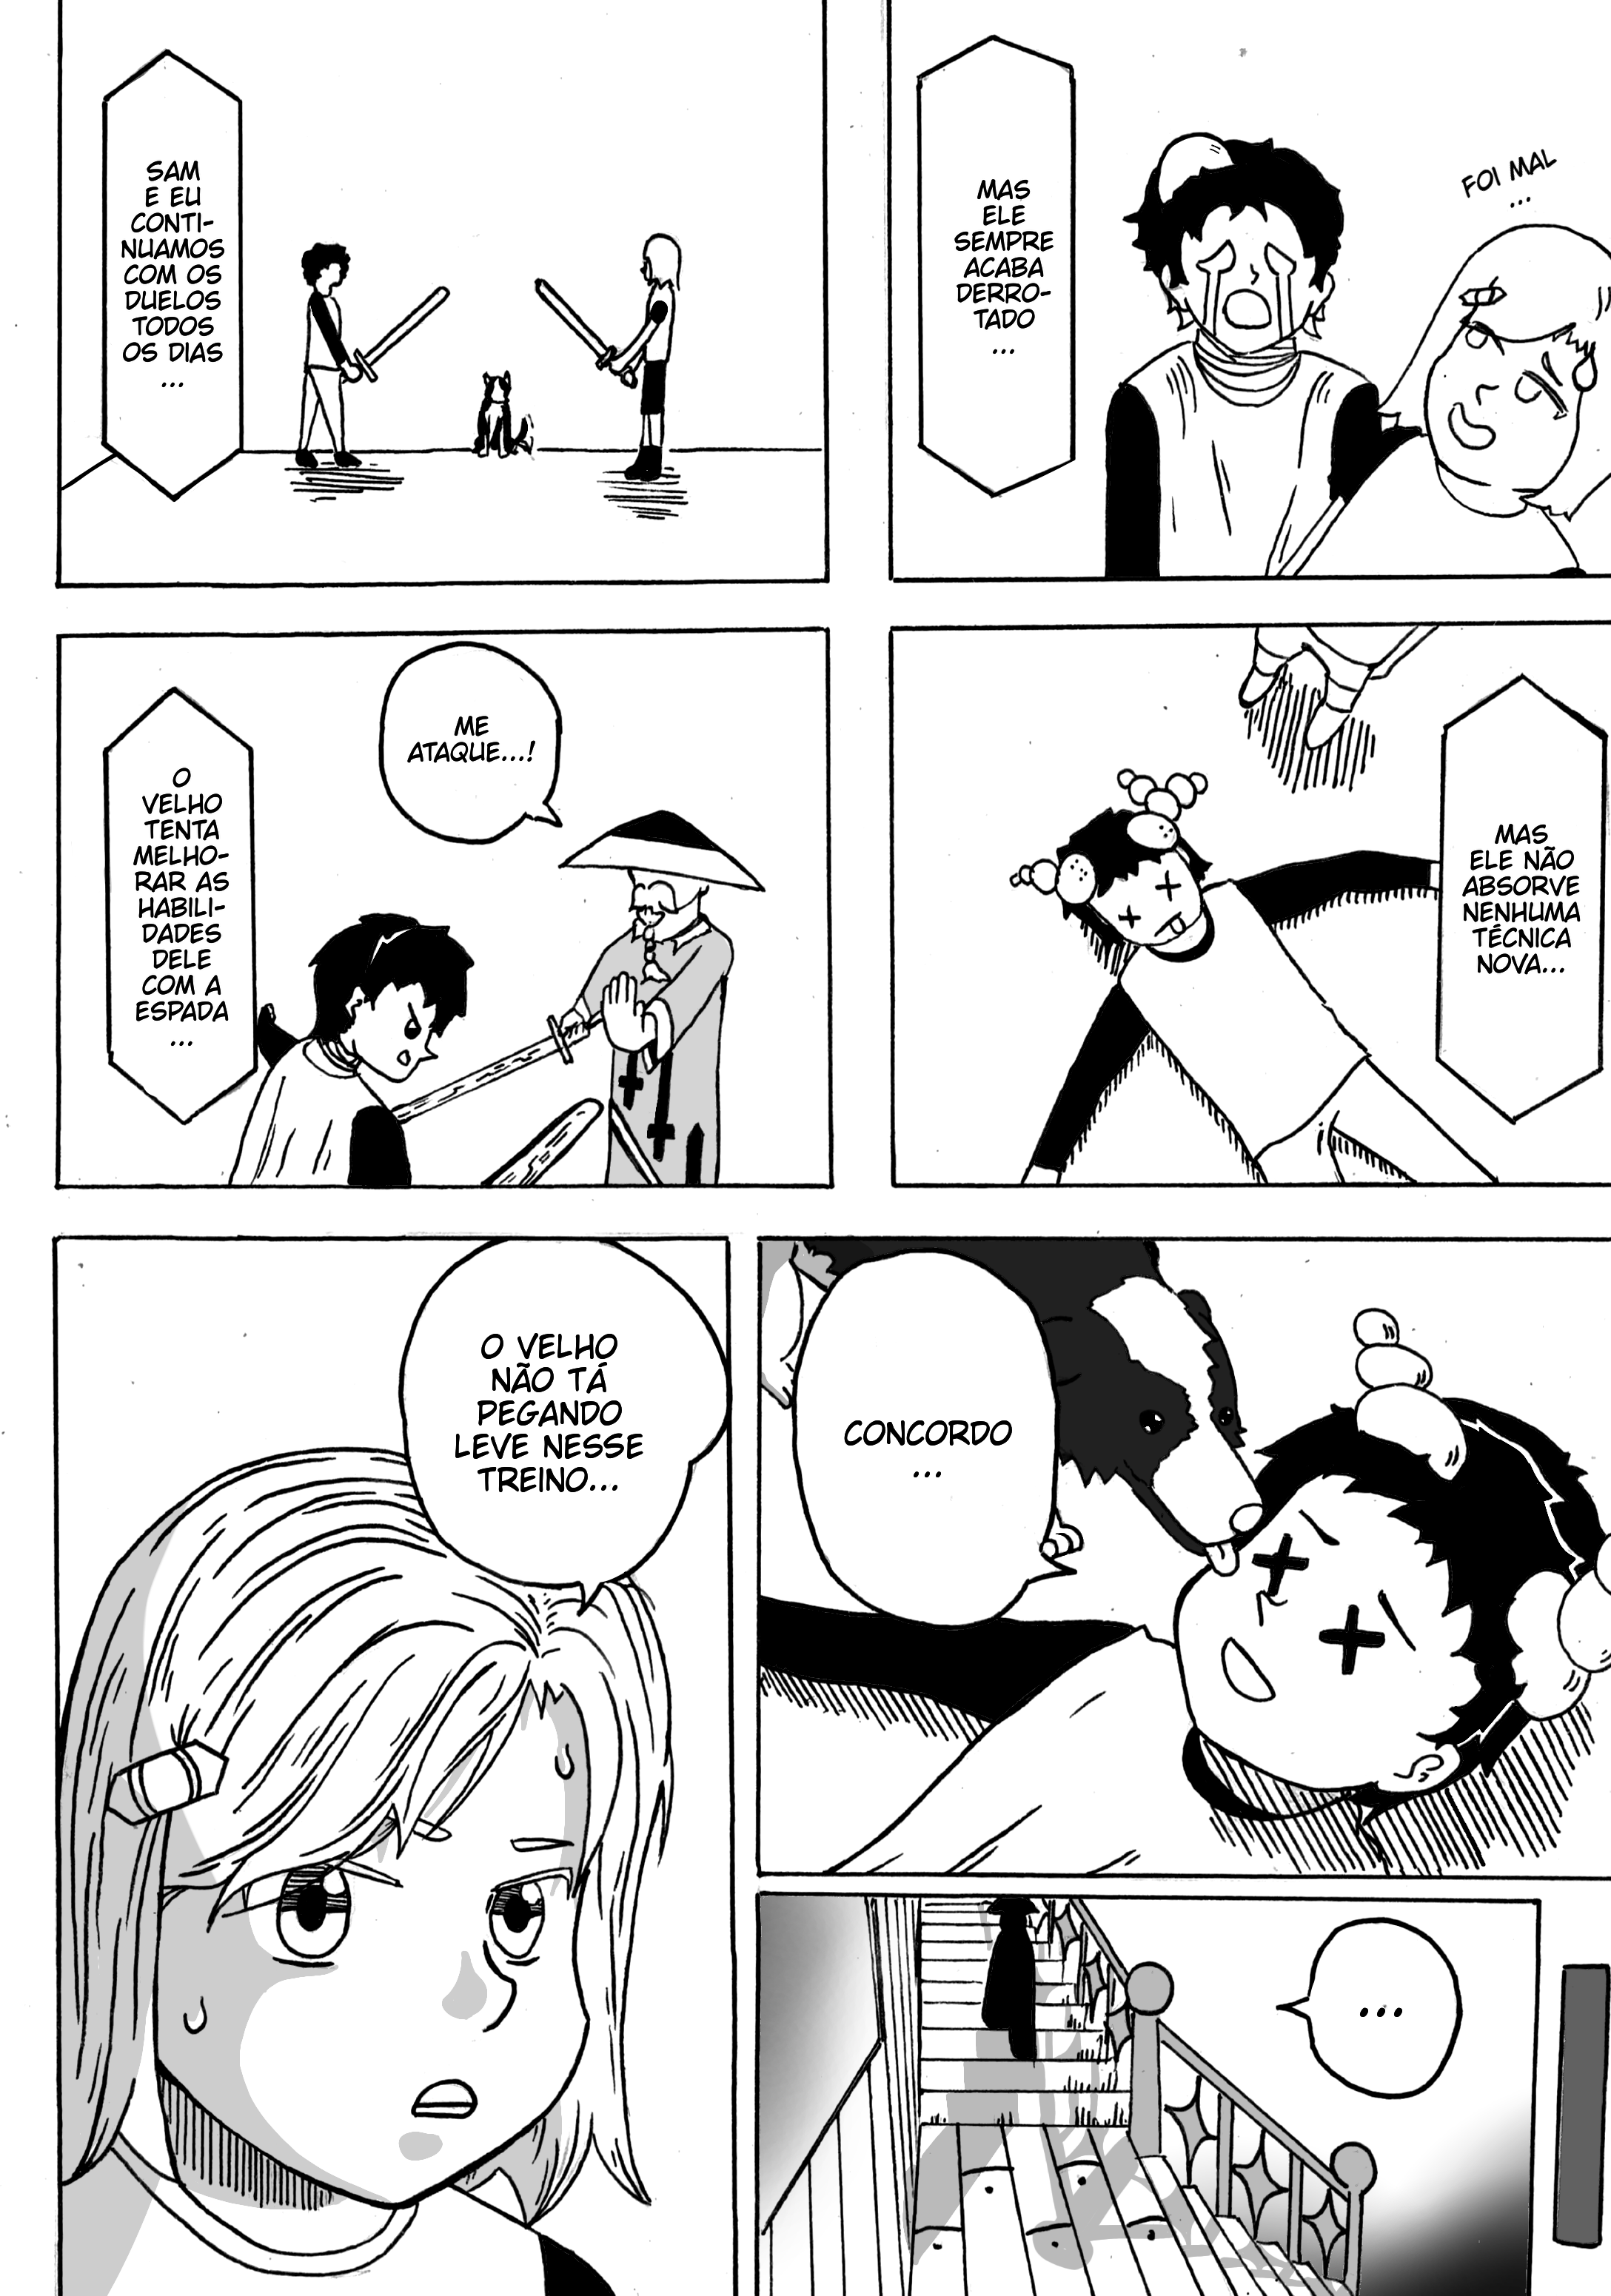 SAM
E EU
CONTI-
NUAMOS
COM OS
DUELOS
TODOS
OS DIAS
...
MAS
ELE
SEMPRE
ACABA
DERRO-
TADO
...
FOI MAL
...
ME
ATAQUE...!
O
VELHO
TENTA
MELHO-
RAR AS
HABILI-
DADES
DELE
COM A
ESPADA
...
MAS
ELE NÃO
ABSORVE
NENHUMA
TÉCNICA
NOVA...
O VELHO
NÃO TÁ
PEGANDO
LEVE NESSE
TREINO...
CONCORDO
...
...